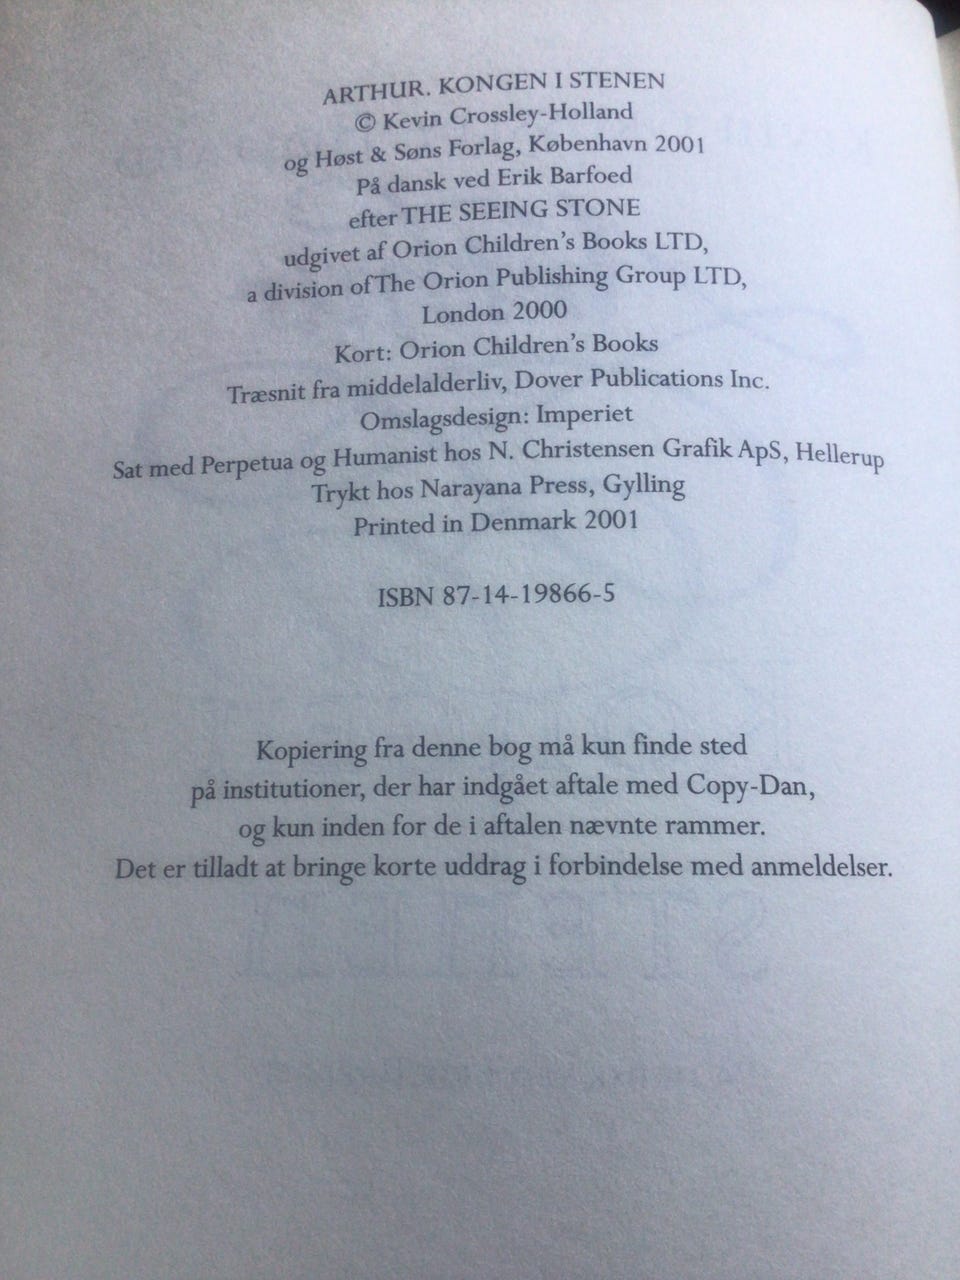 ARTHUR. KONGEN I STENEN
© Kevin Crossley-Holland
og Høst & Søns Forlag, København 2001
På dansk ved Erik Barfoed
efter THE SEEING STONE
udgivet af Orion Children's Books LTD,
a division of The Orion Publishing Group LTD,
London 2000
Kort: Orion Children's Books
Træsnit fra middelalderliv, Dover Publications Inc.
Omslagsdesign: Imperiet
Sat med Perpetua og Humanist hos N. Christensen Grafik ApS, Hellerup
Trykt hos Narayana Press, Gylling
Printed in Denmark 2001
ISBN 87-14-19866-5
Kopiering fra denne bog må kun finde sted
på institutioner, der har indgået aftale med Copy-Dan,
og kun inden for de i aftalen nævnte rammer.
Det er tilladt at bringe korte uddrag i forbindelse med anmeldelser.